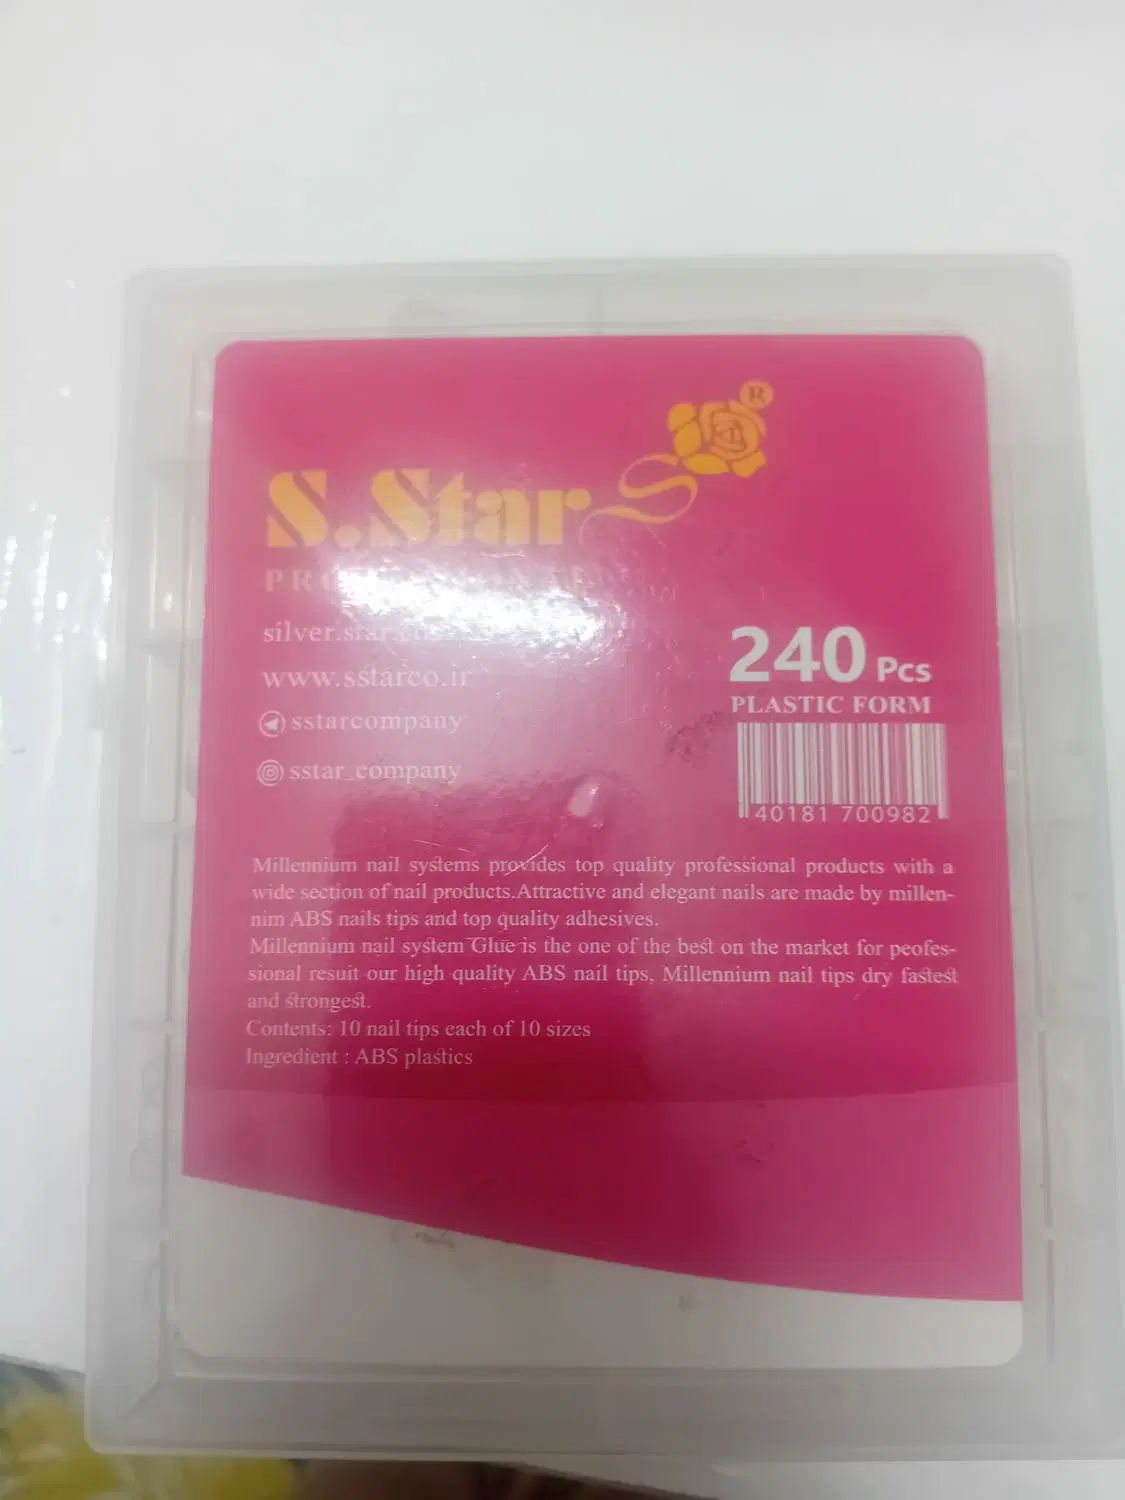 S.Star
®
silver.star
www.sstarco.ir
sstarcompany
sstar_company
240 Pcs
PLASTIC FORM
40181 700982
Millennium nail systems provides top quality professional products with a
wide section of nail products.Attractive and elegant nails are made by millen-
nim ABS nails tips and top quality adhesives.
Millennium nail system Glue is the one of the best on the market for peofes-
sional resuit our high quality ABS nail tips, Millennium nail tips dry fastest
and strongest.
Contents: 10 nail tips each of 10 sizes
Ingredient : ABS plastics